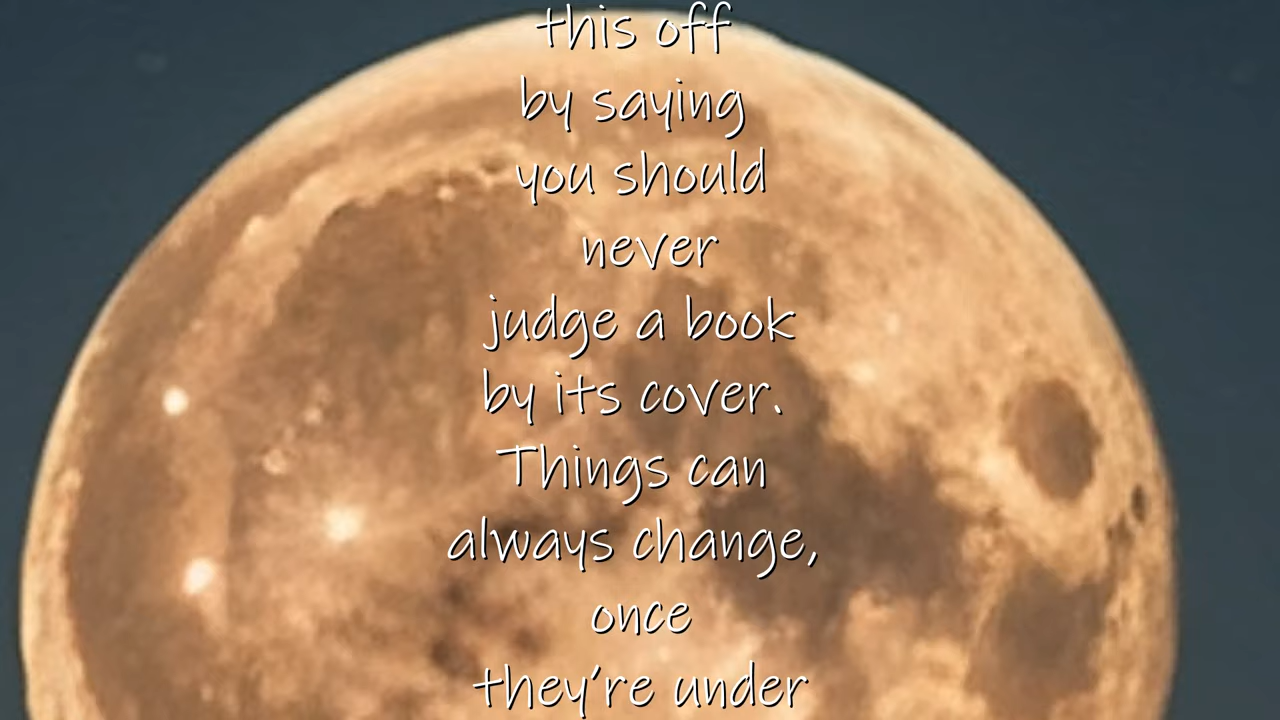 this off
by saying
you should
never
judge a book
by its cover.
Things can
always change,
once
they're under